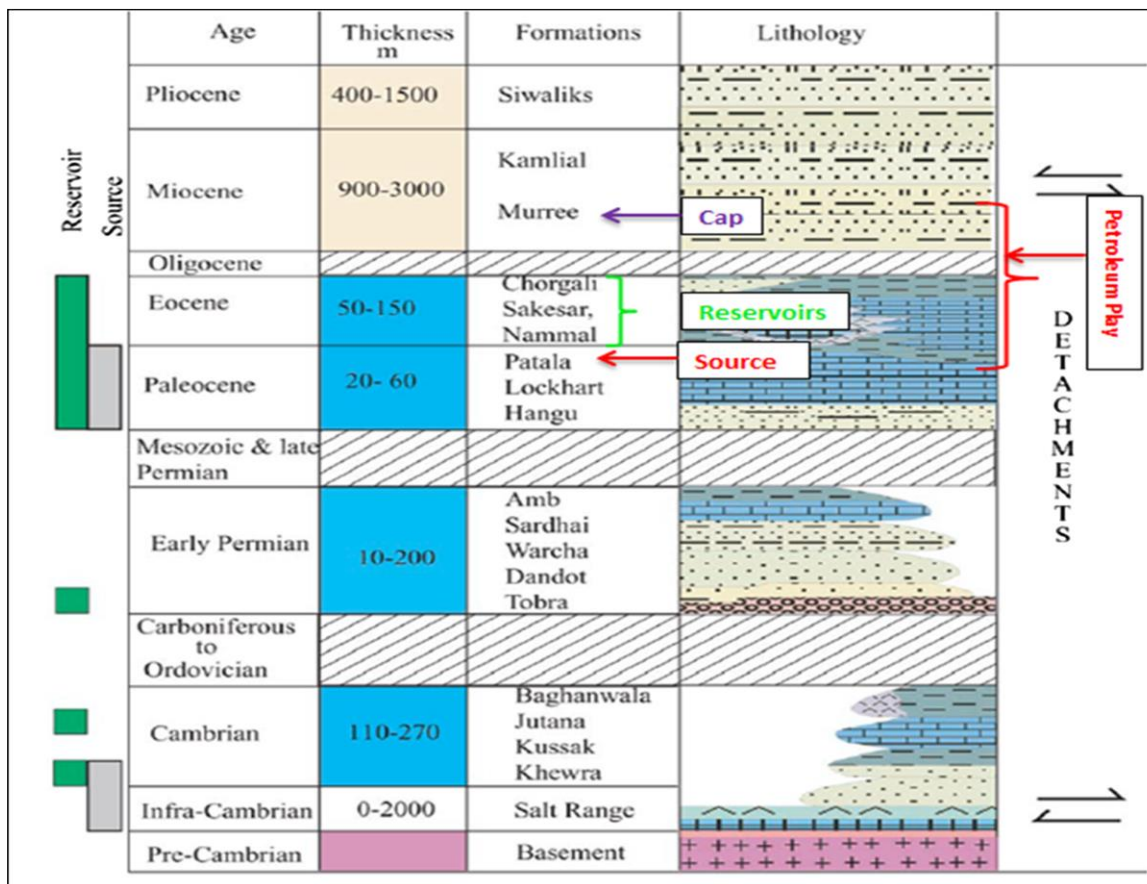 Age
Thickness
m
Formations
Lithology
Reservoir
Source
Pliocene
400-1500
Siwaliks
Miocene
900-3000
Kamlial
Murree
Cap
Oligocene
Eocene
50-150
Chorgali
Sakesar,
Nammal
Reservoirs
Paleocene
20- 60
Patala
Lockhart
Hangu
Source
Petroleum Play
DETACHMENTS
Mesozoic & late
Permian
Early Permian
10-200
Amb
Sardhai
Warcha
Dandot
Tobra
Carboniferous
to
Ordovician
Cambrian
110-270
Baghanwala
Jutana
Kussak
Khewra
Infra-Cambrian
0-2000
Salt Range
Pre-Cambrian
Basement